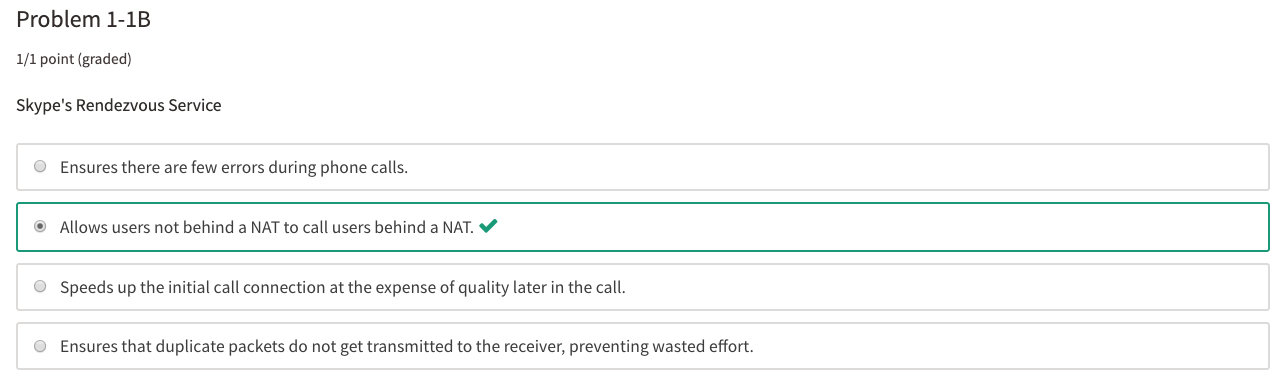 Problem 1-1B
1/1 point (graded)
Skype's Rendezvous Service
Ensures there are few errors during phone calls.
Allows users not behind a NAT to call users behind a NAT.
Speeds up the initial call connection at the expense of quality later in the call.
Ensures that duplicate packets do not get transmitted to the receiver, preventing wasted effort.